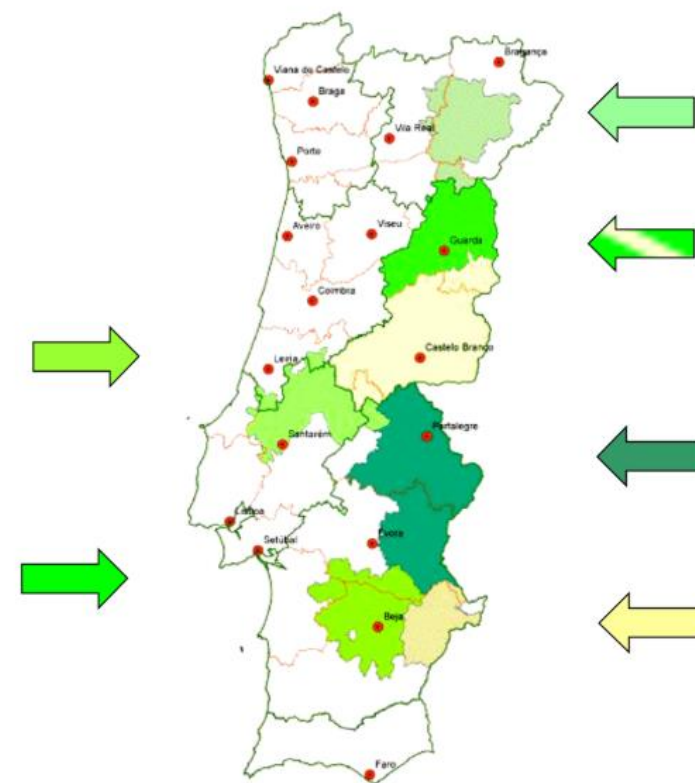 Bragança
Viana do Castelo
Braga
Vila Real
Porto
Aveiro
Viseu
Guarda
Coimbra
Castelo Branco
Leiria
Portalegre
Santarém
Lisboa
Évora
Setúbal
Beja
Faro